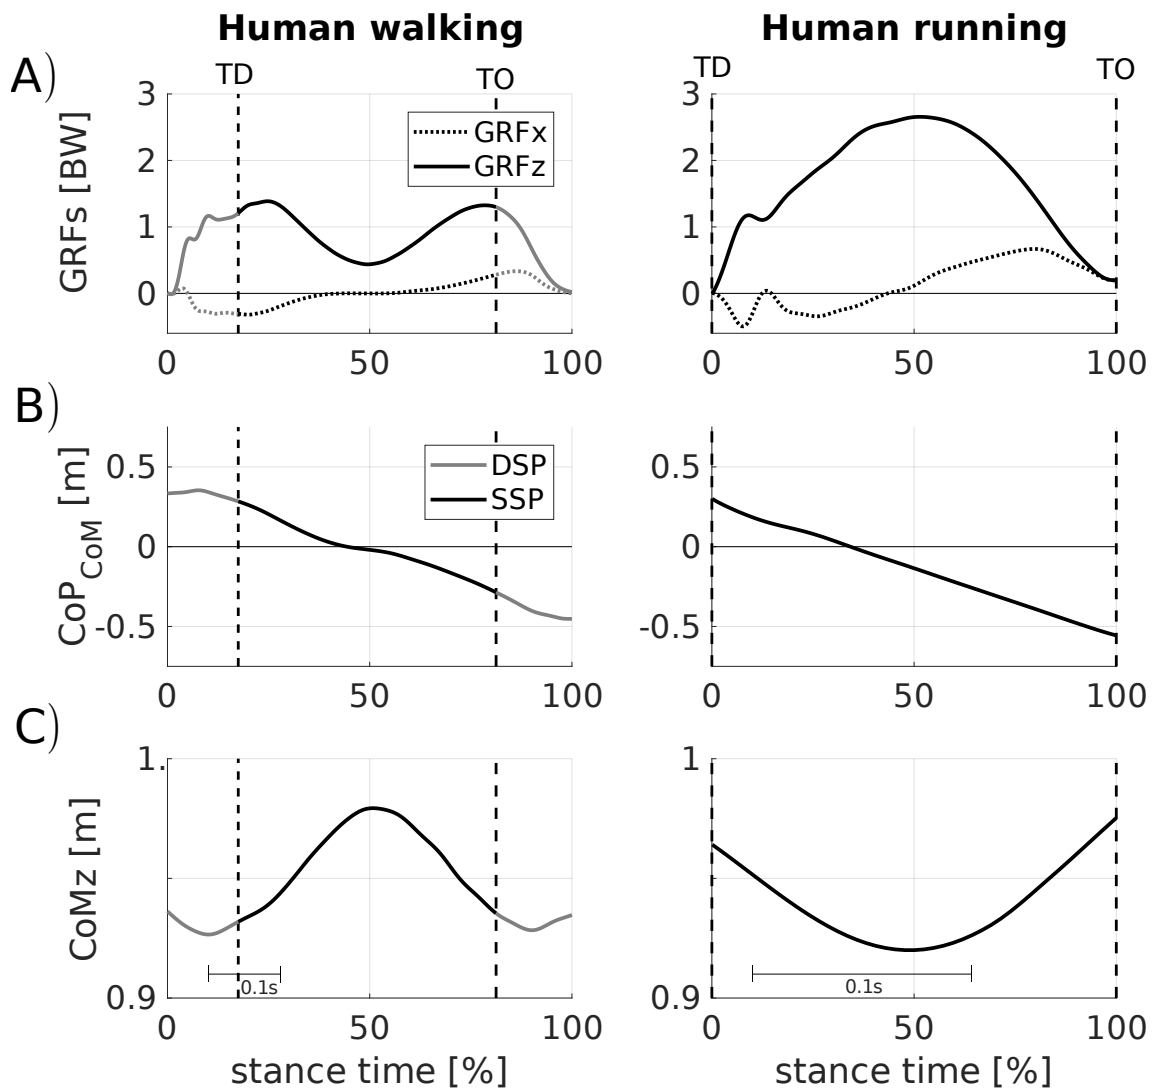 Human walking
Human running
A)
TD
TO
TD
TO
GRFs [BW]
3
2
1
0
GRFx
GRFz
0
50
100
3
2
1
0
0
50
100
B)
CoP_CoM [m]
0.5
0
-0.5
DSP
SSP
0
50
100
0.5
0
-0.5
0
50
100
C)
CoMz [m]
1.
0.9
0.1s
0
50
100
stance time [%]
1
0.9
0.1s
0
50
100
stance time [%]